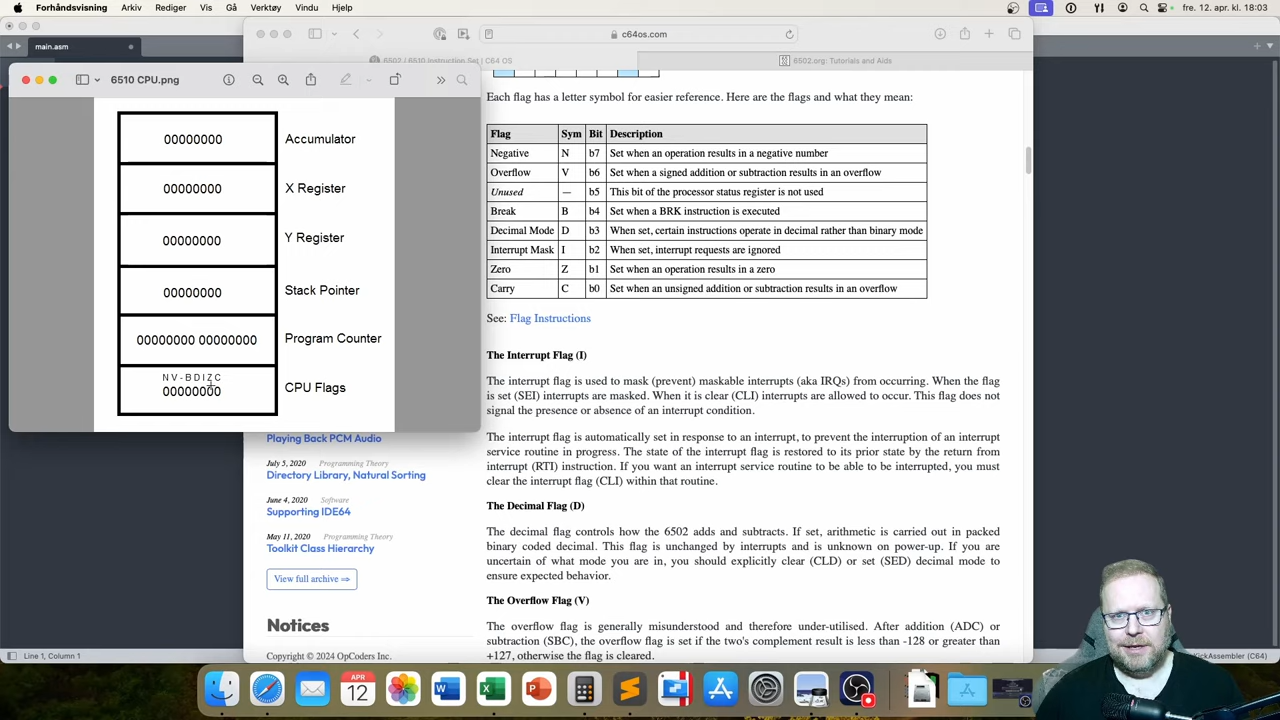 Forhåndsvisning Arkiv Rediger Vis Gå Verktøy Vindu Hjelp
fre. 12. apr. kl. 18:03
main.asm
c64os.com
6502 / 6510 Instruction Set | C64 OS
6502.org: Tutorials and Aids
6510 CPU.png
00000000 Accumulator
00000000 X Register
00000000 Y Register
00000000 Stack Pointer
00000000 00000000 Program Counter
N V - B D I Z C
00000000 CPU Flags
Each flag has a letter symbol for easier reference. Here are the flags and what they mean:
Flag Sym Bit Description
Negative N b7 Set when an operation results in a negative number
Overflow V b6 Set when a signed addition or subtraction results in an overflow
Unused — b5 This bit of the processor status register is not used
Break B b4 Set when a BRK instruction is executed
Decimal Mode D b3 When set, certain instructions operate in decimal rather than binary mode
Interrupt Mask I b2 When set, interrupt requests are ignored
Zero Z b1 Set when an operation results in a zero
Carry C b0 Set when an unsigned addition or subtraction results in an overflow
See: Flag Instructions
The Interrupt Flag (I)
The interrupt flag is used to mask (prevent) maskable interrupts (aka IRQs) from occurring. When the flag
is set (SEI) interrupts are masked. When it is clear (CLI) interrupts are allowed to occur. This flag does not
signal the presence or absence of an interrupt condition.
The interrupt flag is automatically set in response to an interrupt, to prevent the interruption of an interrupt
service routine in progress. The state of the interrupt flag is restored to its prior state by the return from
interrupt (RTI) instruction. If you want an interrupt service routine to be able to be interrupted, you must
clear the interrupt flag (CLI) within that routine.
The Decimal Flag (D)
The decimal flag controls how the 6502 adds and subtracts. If set, arithmetic is carried out in packed
binary coded decimal. This flag is unchanged by interrupts and is unknown on power-up. If you are
uncertain of what mode you are in, you should explicitly clear (CLD) or set (SED) decimal mode to
ensure expected behavior.
The Overflow Flag (V)
The overflow flag is generally misunderstood and therefore under-utilised. After addition (ADC) or
subtraction (SBC), the overflow flag is set if the two's complement result is less than -128 or greater than
+127, otherwise the flag is cleared.
Playing Back PCM Audio
July 5, 2020 Programming Theory
Directory Library, Natural Sorting
June 4, 2020 Software
Supporting IDE64
May 11, 2020 Programming Theory
Toolkit Class Hierarchy
View full archive ⇒
Notices
Copyright © 2024 OpCoders Inc.
Line 1, Column 1
KickAssembler (C64)
APR
12